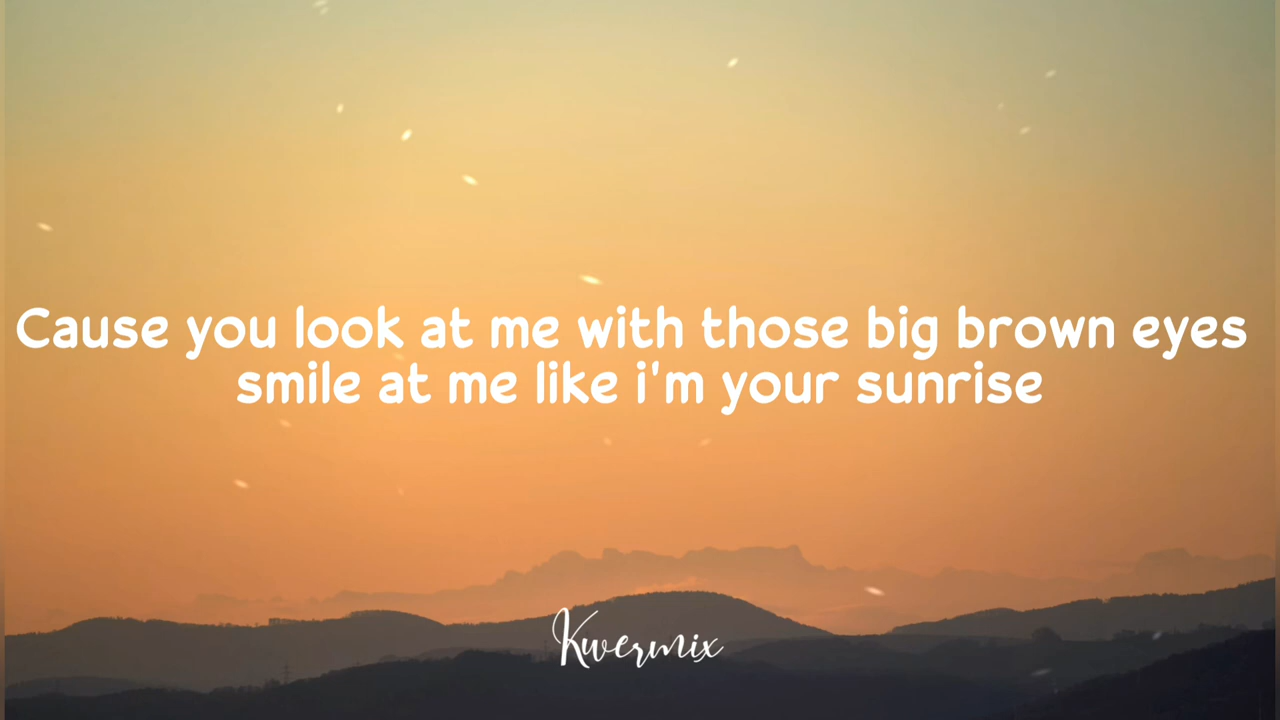 Cause you look at me with those big brown eyes
smile at me like i'm your sunrise
Kwermix